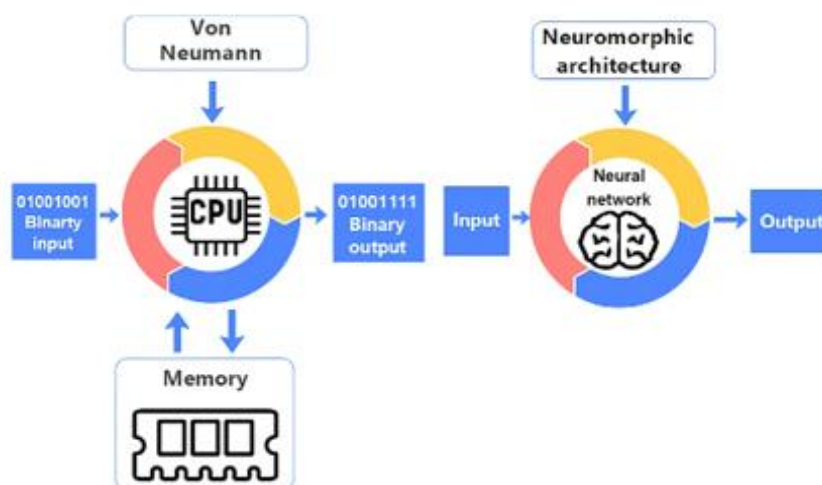 Von
Neumann
01001001
Binarty
input
CPU
01001111
Binary
output
Memory
Neuromorphic
architecture
Input
Neural
network
Output